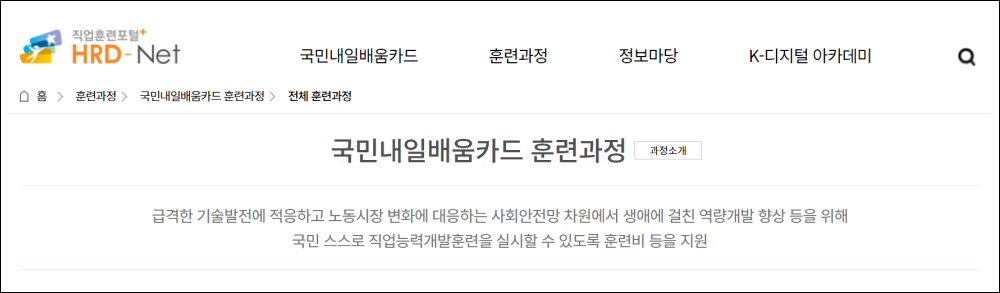 직업훈련포털+
HRD-Net
국민내일배움카드 훈련과정 정보마당 K-디지털 아카데미
홈 > 훈련과정 > 국민내일배움카드 훈련과정 > 전체 훈련과정
국민내일배움카드 훈련과정 과정소개
급격한 기술발전에 적응하고 노동시장 변화에 대응하는 사회안전망 차원에서 생애에 걸친 역량개발 향상 등을 위해
국민 스스로 직업능력개발훈련을 실시할 수 있도록 훈련비 등을 지원